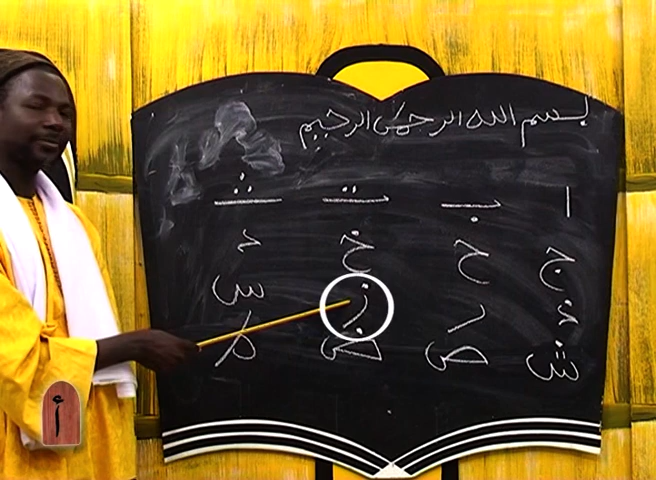 بسم الله الرحمن الرحيم
ا ب ت ث
ج ح خ د
ذ ر ز س
ش ص ض ط
أ